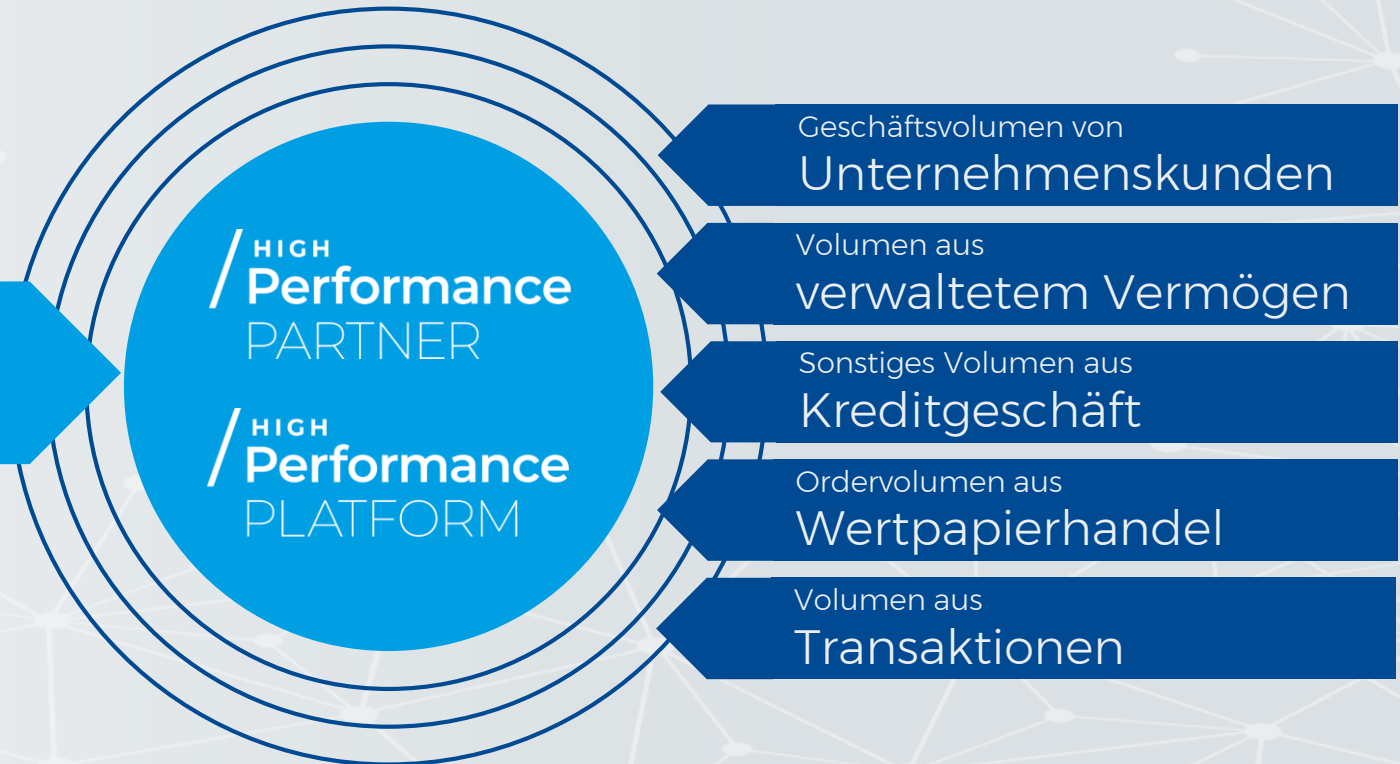 HIGH
Performance
PARTNER
HIGH
Performance
PLATFORM
Geschäftsvolumen von
Unternehmenskunden
Volumen aus
verwaltetem Vermögen
Sonstiges Volumen aus
Kreditgeschäft
Ordervolumen aus
Wertpapierhandel
Volumen aus
Transaktionen